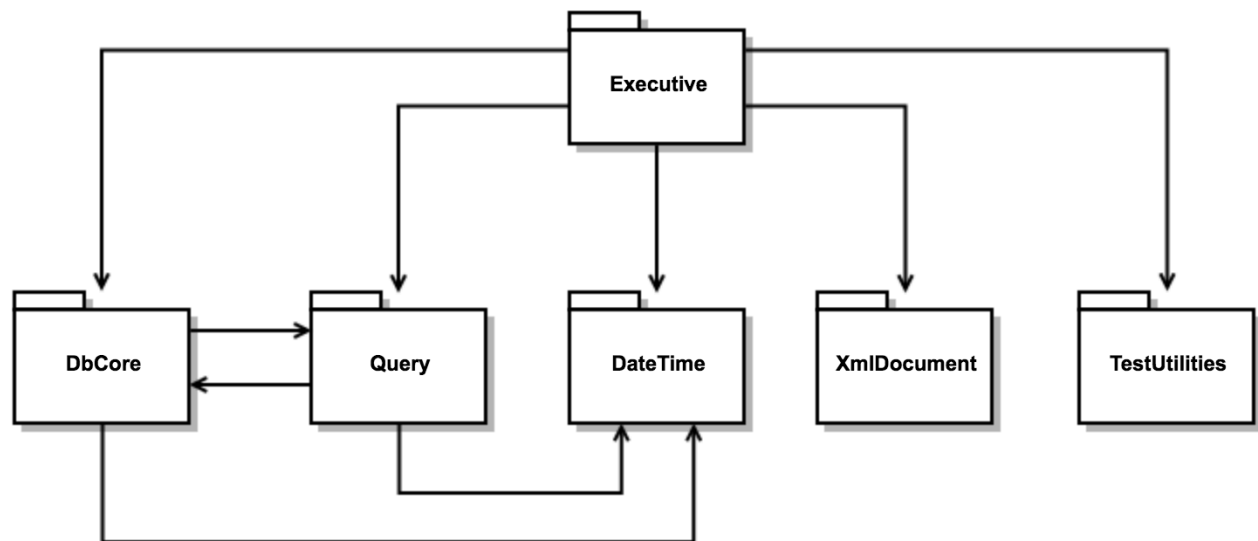 Executive
DbCore
Query
DateTime
XmlDocument
TestUtilities